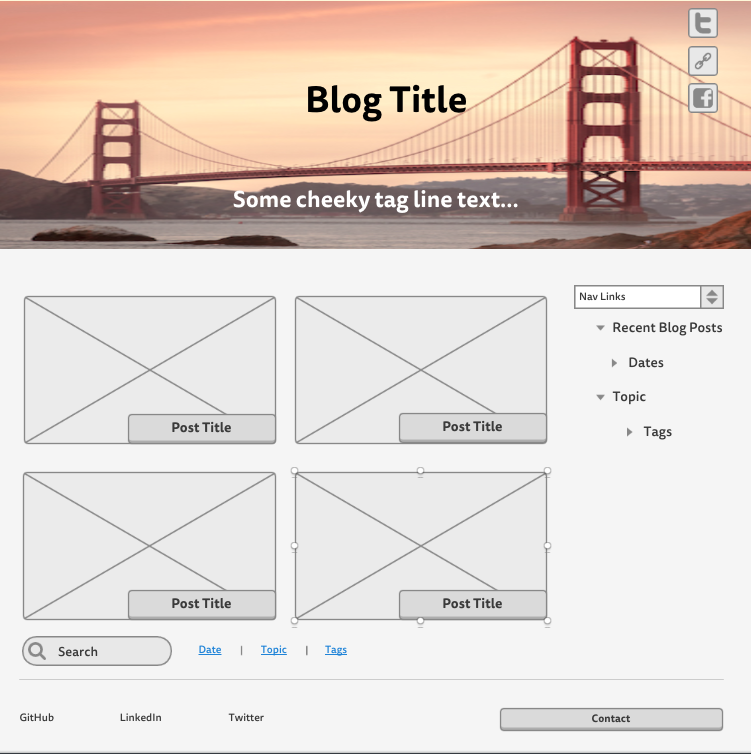 Blog Title
Some cheeky tag line text...
Nav Links
Recent Blog Posts
Dates
Topic
Tags
Post Title
Post Title
Post Title
Post Title
Search
Date | Topic | Tags
GitHub LinkedIn Twitter
Contact